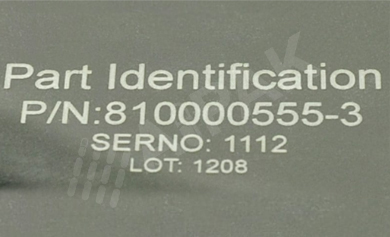 Part Identification
P/N:810000555-3
SERNO: 1112
LOT: 1208